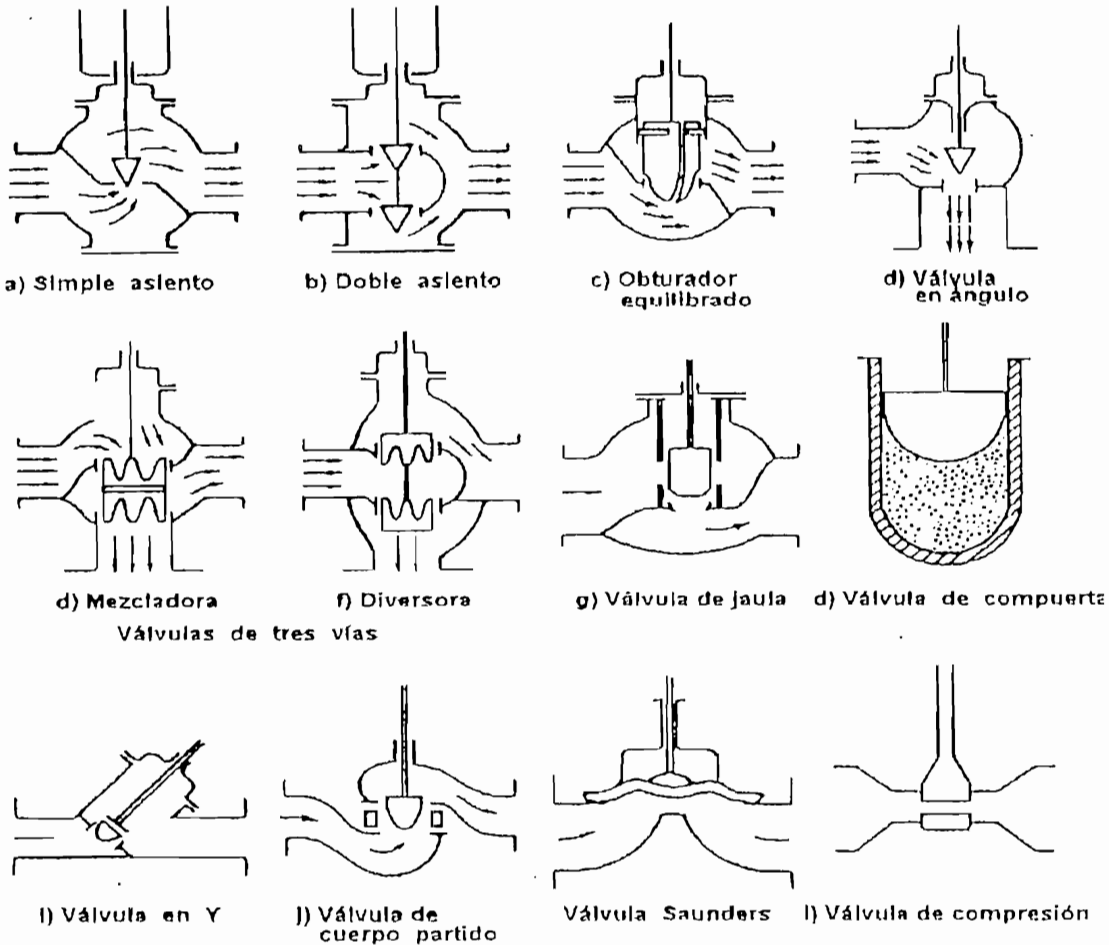 a) Simple asiento
b) Doble asiento
c) Obturador
equilibrado
d) Válvula
en ángulo
d) Mezcladora
f) Diversora
Válvulas de tres vías
g) Válvula de jaula
d) Válvula de compuerta
i) Válvula en Y
j) Válvula de
cuerpo partido
Válvula Saunders
l) Válvula de compresión